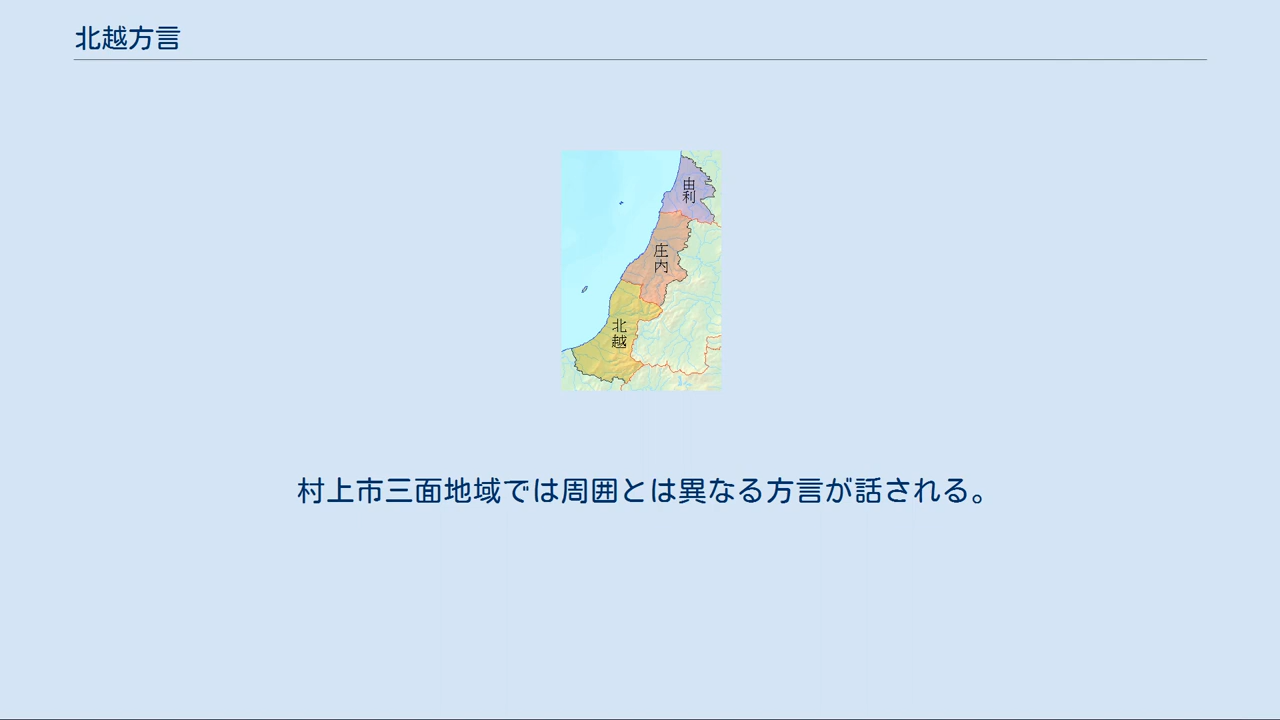 北越方言
由利
庄内
北越
村上市三面地域では周囲とは異なる方言が話される。